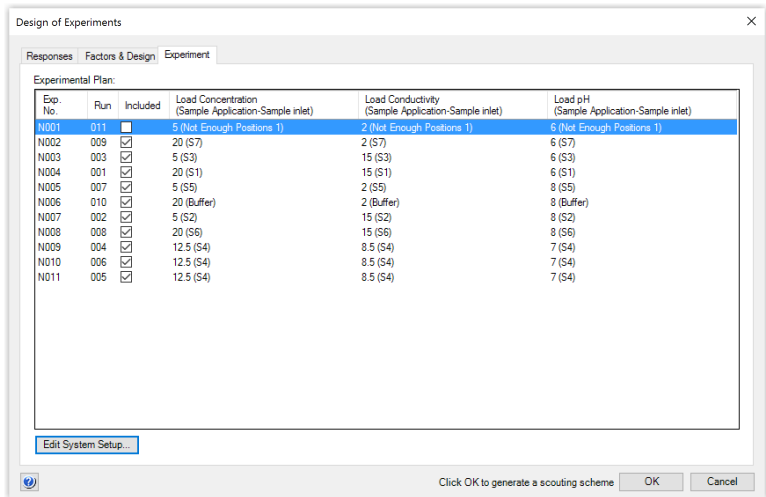 Design of Experiments
Responses Factors & Design Experiment
Experimental Plan:
Exp. No. Run Included Load Concentration (Sample Application-Sample inlet) Load Conductivity (Sample Application-Sample inlet) Load pH (Sample Application-Sample inlet)
N001 011 5 (Not Enough Positions 1) 2 (Not Enough Positions 1) 6 (Not Enough Positions 1)
N002 009 20 (S7) 2 (S7) 6 (S7)
N003 003 5 (S3) 15 (S3) 6 (S3)
N004 001 20 (S1) 15 (S1) 6 (S1)
N005 007 5 (S5) 2 (S5) 8 (S5)
N006 010 20 (Buffer) 2 (Buffer) 8 (Buffer)
N007 002 5 (S2) 15 (S2) 8 (S2)
N008 008 20 (S6) 15 (S6) 8 (S6)
N009 004 12.5 (S4) 8.5 (S4) 7 (S4)
N010 006 12.5 (S4) 8.5 (S4) 7 (S4)
N011 005 12.5 (S4) 8.5 (S4) 7 (S4)
Edit System Setup...
? Click OK to generate a scouting scheme OK Cancel